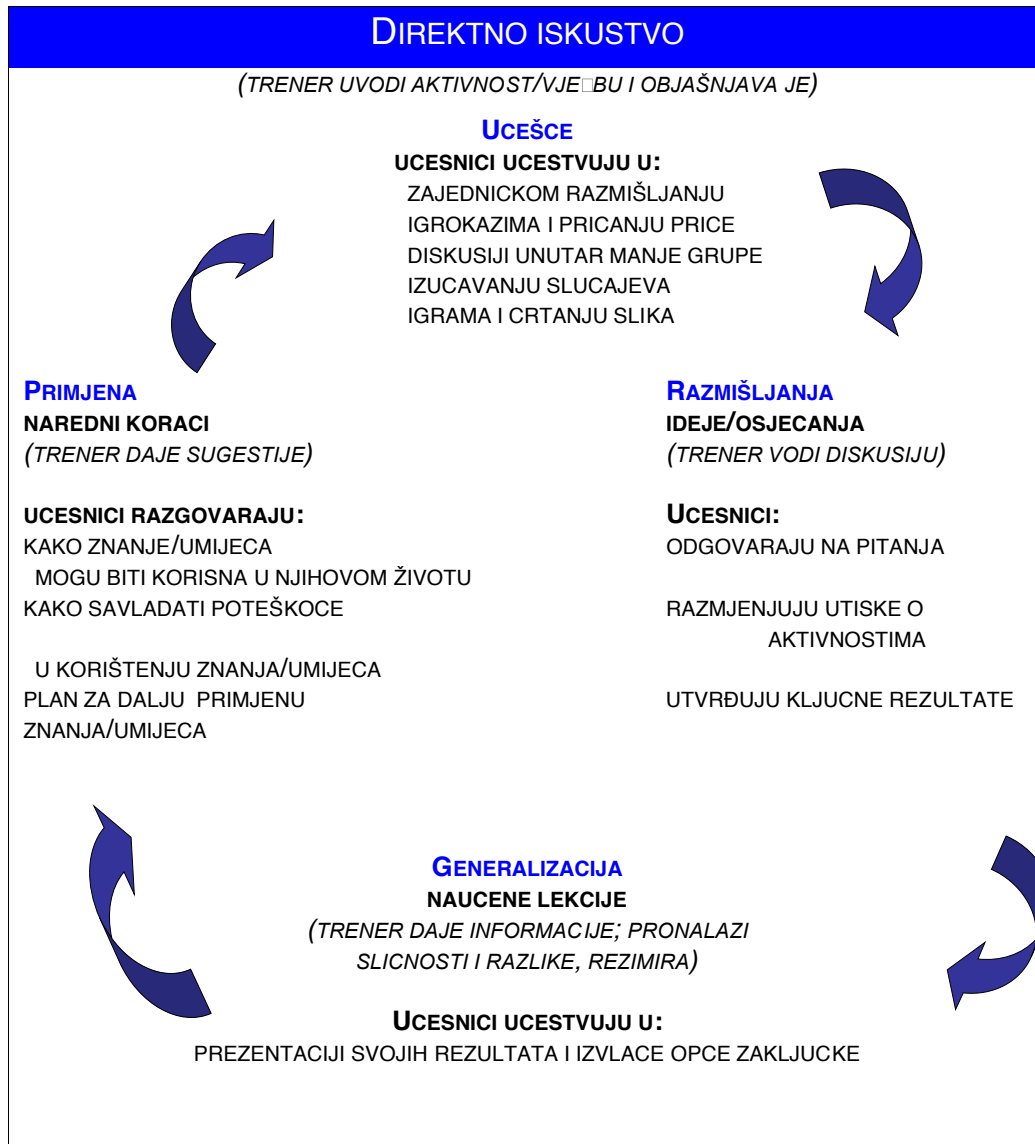 DIREKTNO ISKUSTVO
(TRENER UVODI AKTIVNOST/VJE□BU I OBJAŠNJAVA JE)
UCEŠCE
UCESNICI UCESTVUJU U:
ZAJEDNICKOM RAZMIŠLJANJU
IGROKAZIMA I PRICANJU PRICE
DISKUSIJI UNUTAR MANJE GRUPE
IZUCAVANJU SLUCAJEVA
IGRAMA I CRTANJU SLIKA
PRIMJENA
NAREDNI KORACI
(TRENER DAJE SUGESTIJE)
UCESNICI RAZGOVARAJU:
KAKO ZNANJE/UMIJECA
MOGU BITI KORISNA U NJIHOVOM ŽIVOTU
KAKO SAVLADATI POTEŠKOCE
U KORIŠTENJU ZNANJA/UMIJECA
PLAN ZA DALJU PRIMJENU
ZNANJA/UMIJECA
RAZMIŠLJANJA
IDEJE/OSJECANJA
(TRENER VODI DISKUSIJU)
UCESNICI:
ODGOVARAJU NA PITANJA
RAZMJENJUJU UTISKE O
AKTIVNOSTIMA
UTVRĐUJU KLJUCNE REZULTATE
GENERALIZACIJA
NAUCENE LEKCIJE
(TRENER DAJE INFORMACIJE; PRONALAZI
SLICNOSTI I RAZLIKE, REZIMIRA)
UCESNICI UCESTVUJU U:
PREZENTACIJI SVOJIH REZULTATA I IZVLACE OPCE ZAKLJUCKE